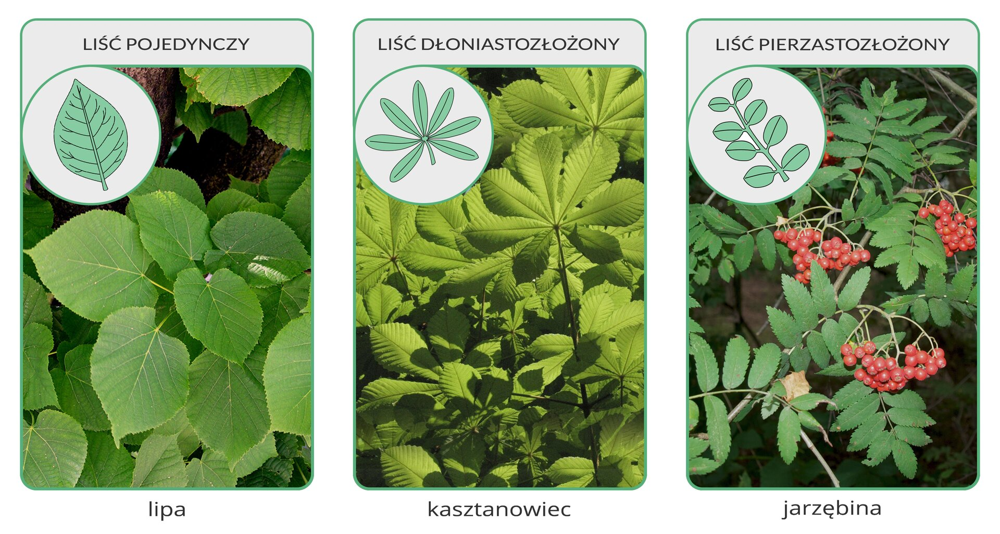 LIŚĆ POJEDYNCZY
LIŚĆ DŁONIASTOZŁOŻONY
LIŚĆ PIERZASTOZŁOŻONY
lipa
kasztanowiec
jarzębina